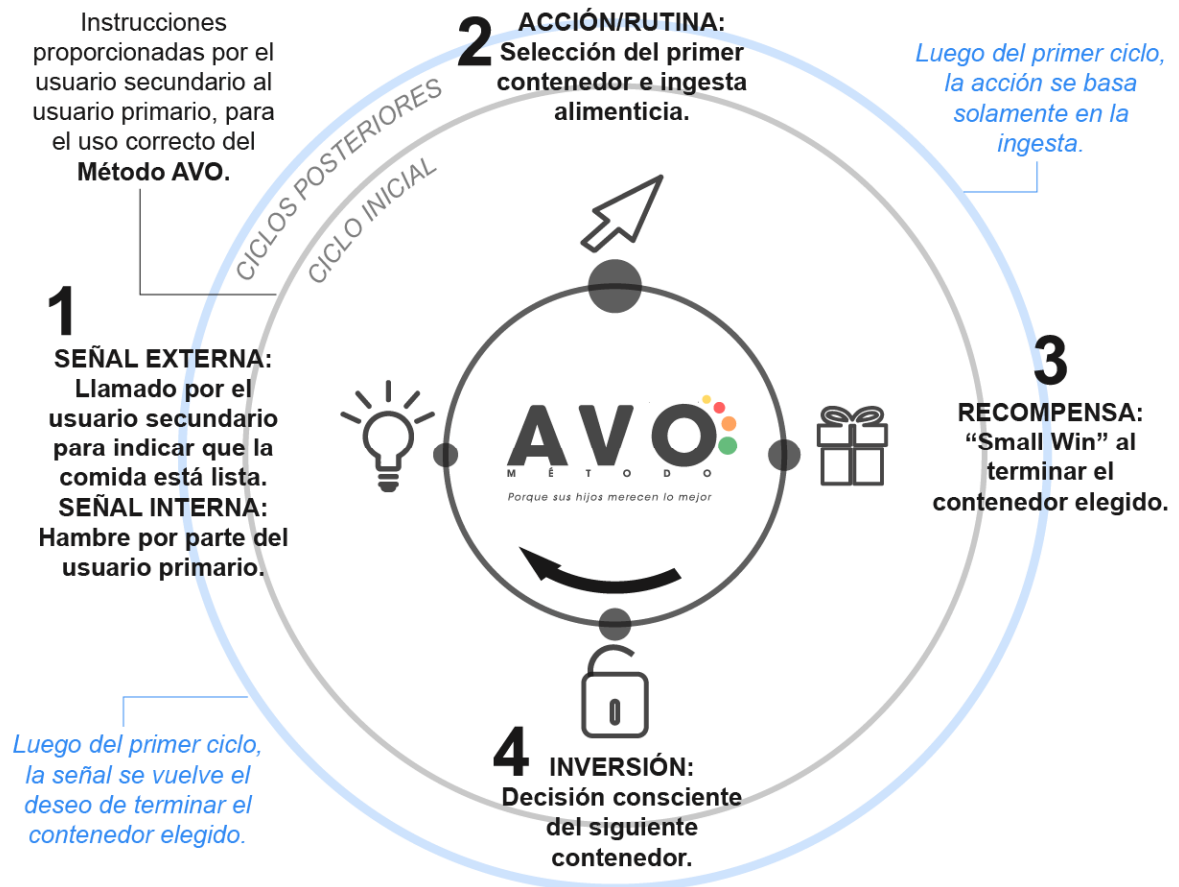 Instrucciones
proporcionadas por el
usuario secundario al
usuario primario, para
el uso correcto del
Método AVO.
2
ACCIÓN/RUTINA:
Selección del primer
contenedor e ingesta
alimenticia.
Luego del primer ciclo,
la acción se basa
solamente en la
ingesta.
CICLOS POSTERIORES
CICLO INICIAL
1
SEÑAL EXTERNA:
Llamado por el
usuario secundario
para indicar que la
comida está lista.
SEÑAL INTERNA:
Hambre por parte del
usuario primario.
AVO
MÉTODO
Porque sus hijos merecen lo mejor
3
RECOMPENSA:
“Small Win” al
terminar el
contenedor elegido.
Luego del primer ciclo,
la señal se vuelve el
deseo de terminar el
contenedor elegido.
4
INVERSIÓN:
Decisión consciente
del siguiente
contenedor.